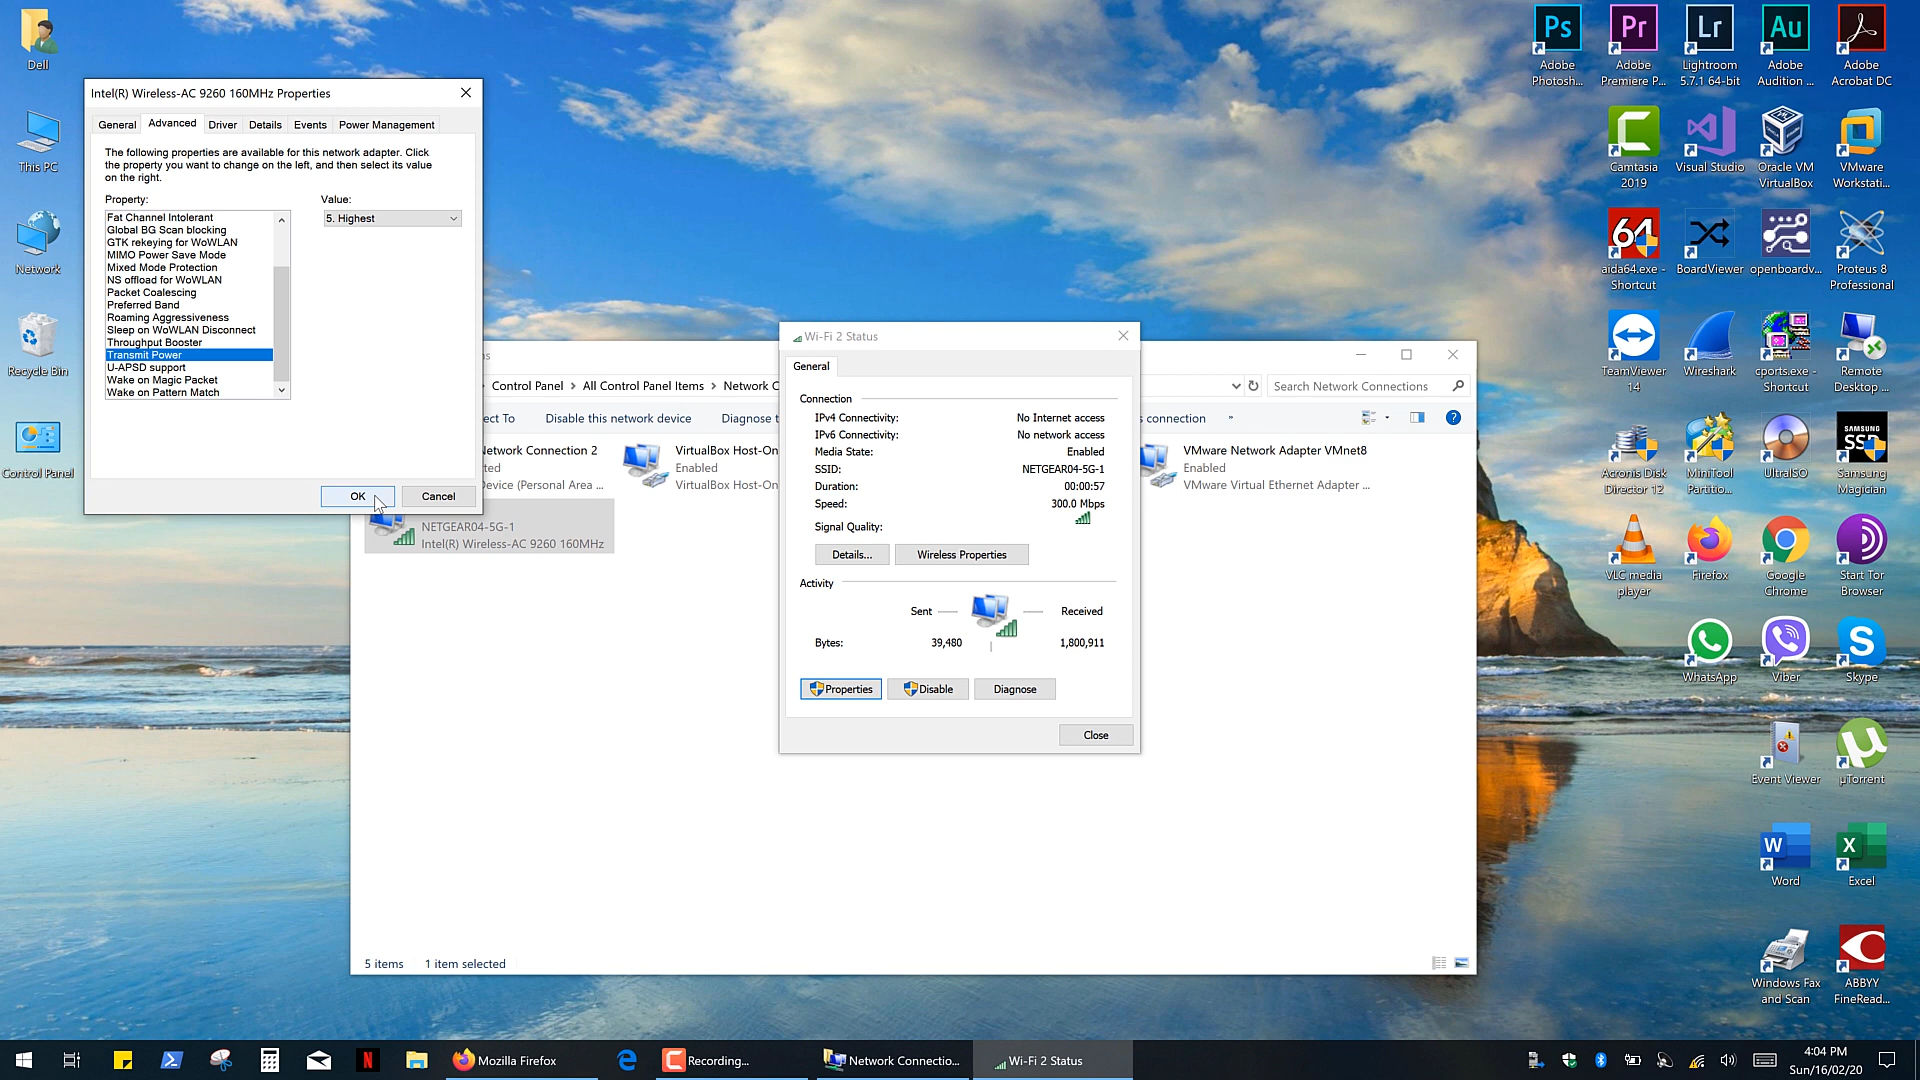 Dell
This PC
Network
Recycle Bin
Control Panel
Intel(R) Wireless-AC 9260 160MHz Properties
General
Advanced
Driver
Details
Events
Power Management
The following properties are available for this network adapter. Click
the property you want to change on the left, and then select its value
on the right.
Property:
Value:
Fat Channel Intolerant
Global BG Scan blocking
GTK rekeying for WoWLAN
MIMO Power Save Mode
Mixed Mode Protection
NS offload for WoWLAN
Packet Coalescing
Preferred Band
Roaming Aggressiveness
Sleep on WoWLAN Disconnect
Throughput Booster
Transmit Power
U-APSD support
Wake on Magic Packet
Wake on Pattern Match
5. Highest
OK
Cancel
Control Panel
All Control Panel Items
Network C
Search Network Connections
ect To
Disable this network device
Diagnose t
s connection
»
Network Connection 2
ted
Device (Personal Area ...
VirtualBox Host-On
Enabled
VirtualBox Host-On
VMware Network Adapter VMnet8
Enabled
VMware Virtual Ethernet Adapter ...
NETGEAR04-5G-1
Intel(R) Wireless-AC 9260 160MHz
5 items
1 item selected
Wi-Fi 2 Status
General
Connection
IPv4 Connectivity: No Internet access
IPv6 Connectivity: No network access
Media State: Enabled
SSID: NETGEAR04-5G-1
Duration: 00:00:57
Speed: 300.0 Mbps
Signal Quality:
Details...
Wireless Properties
Activity
Sent
Received
Bytes: 39,480 1,800,911
Properties
Disable
Diagnose
Close
Ps
Adobe
Photosh...
Pr
Adobe
Premiere P...
Lr
Lightroom
5.7.1 64-bit
Au
Adobe
Audition ...
Adobe
Acrobat DC
Camtasia
2019
Visual Studio
Oracle VM
VirtualBox
VMware
Workstati...
64
aida64.exe -
Shortcut
BoardViewer
openboardv...
Proteus 8
Professional
TeamViewer
14
Wireshark
cports.exe -
Shortcut
Remote
Desktop ...
Acronis Disk
Director 12
MiniTool
Partitio...
UltraISO
SAMSUNG
SSD
Samsung
Magician
VLC media
player
Firefox
Google
Chrome
Start Tor
Browser
WhatsApp
Viber
Skype
Event Viewer
µTorrent
W
Word
X
Excel
Windows Fax
and Scan
ABBYY
FineRead...
Mozilla Firefox
Recording...
Network Connectio...
Wi-Fi 2 Status
4:04 PM
Sun/16/02/20